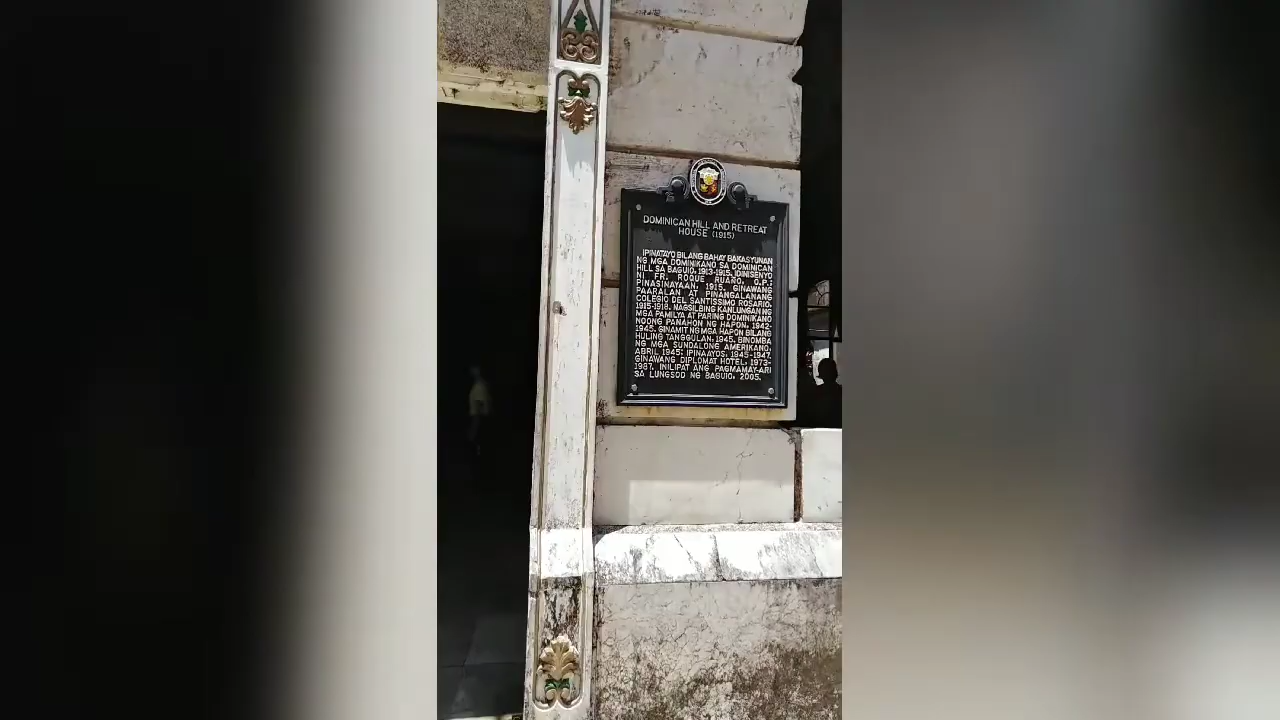 DOMINICAN HILL AND RETREAT
HOUSE (1915)
IPINATAYO BILANG BAHAY BAKASYUNAN
NG MGA DOMINIKANO SA DOMINICAN
HILL SA BAGUIO, 1913-1915. IDINISENYO
NI FR. ROQUE RUAÑO, O.P.;
PINASINAYAAN, 1915. GINAWANG
PAARALAN AT PINANGALANANG
COLEGIO DEL SANTISSIMO ROSARIO,
1915-1918. NAGSILBING KANLUNGAN NG
MGA PAMILYA AT PARING DOMINIKANO
NOONG PANAHON NG HAPON, 1942-
1945. GINAMIT NG MGA HAPON BILANG
HULING TANGGULAN, 1945. BINOMBA
NG MGA SUNDALONG AMERIKANO,
ABRIL 1945; IPINAAYOS, 1945-1947.
GINAWANG DIPLOMAT HOTEL, 1973-
1987. INILIPAT ANG PAGMAMAY-ARI
SA LUNGSOD NG BAGUIO, 2005.